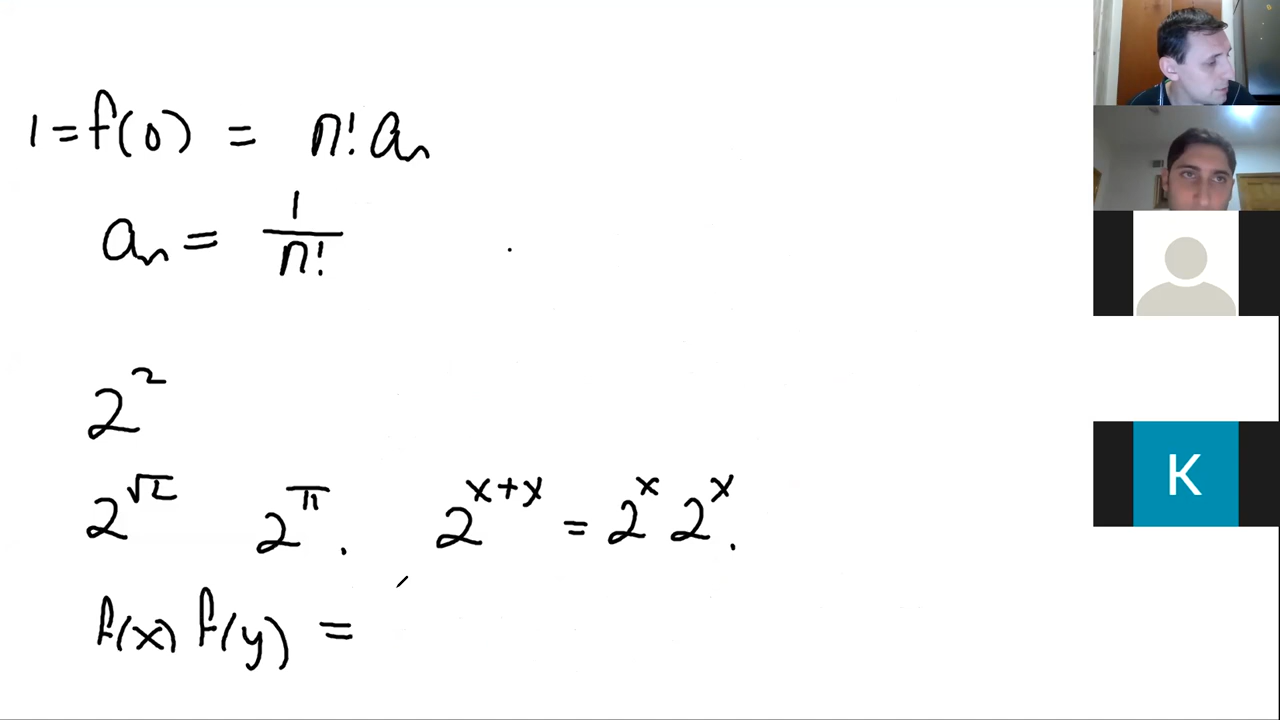 1 = f(0) = n! aₙ
aₙ = 1/n!
2²
2^√2 2^π . 2^(x+x) = 2^x 2^x .
f(x) f(y) =
K